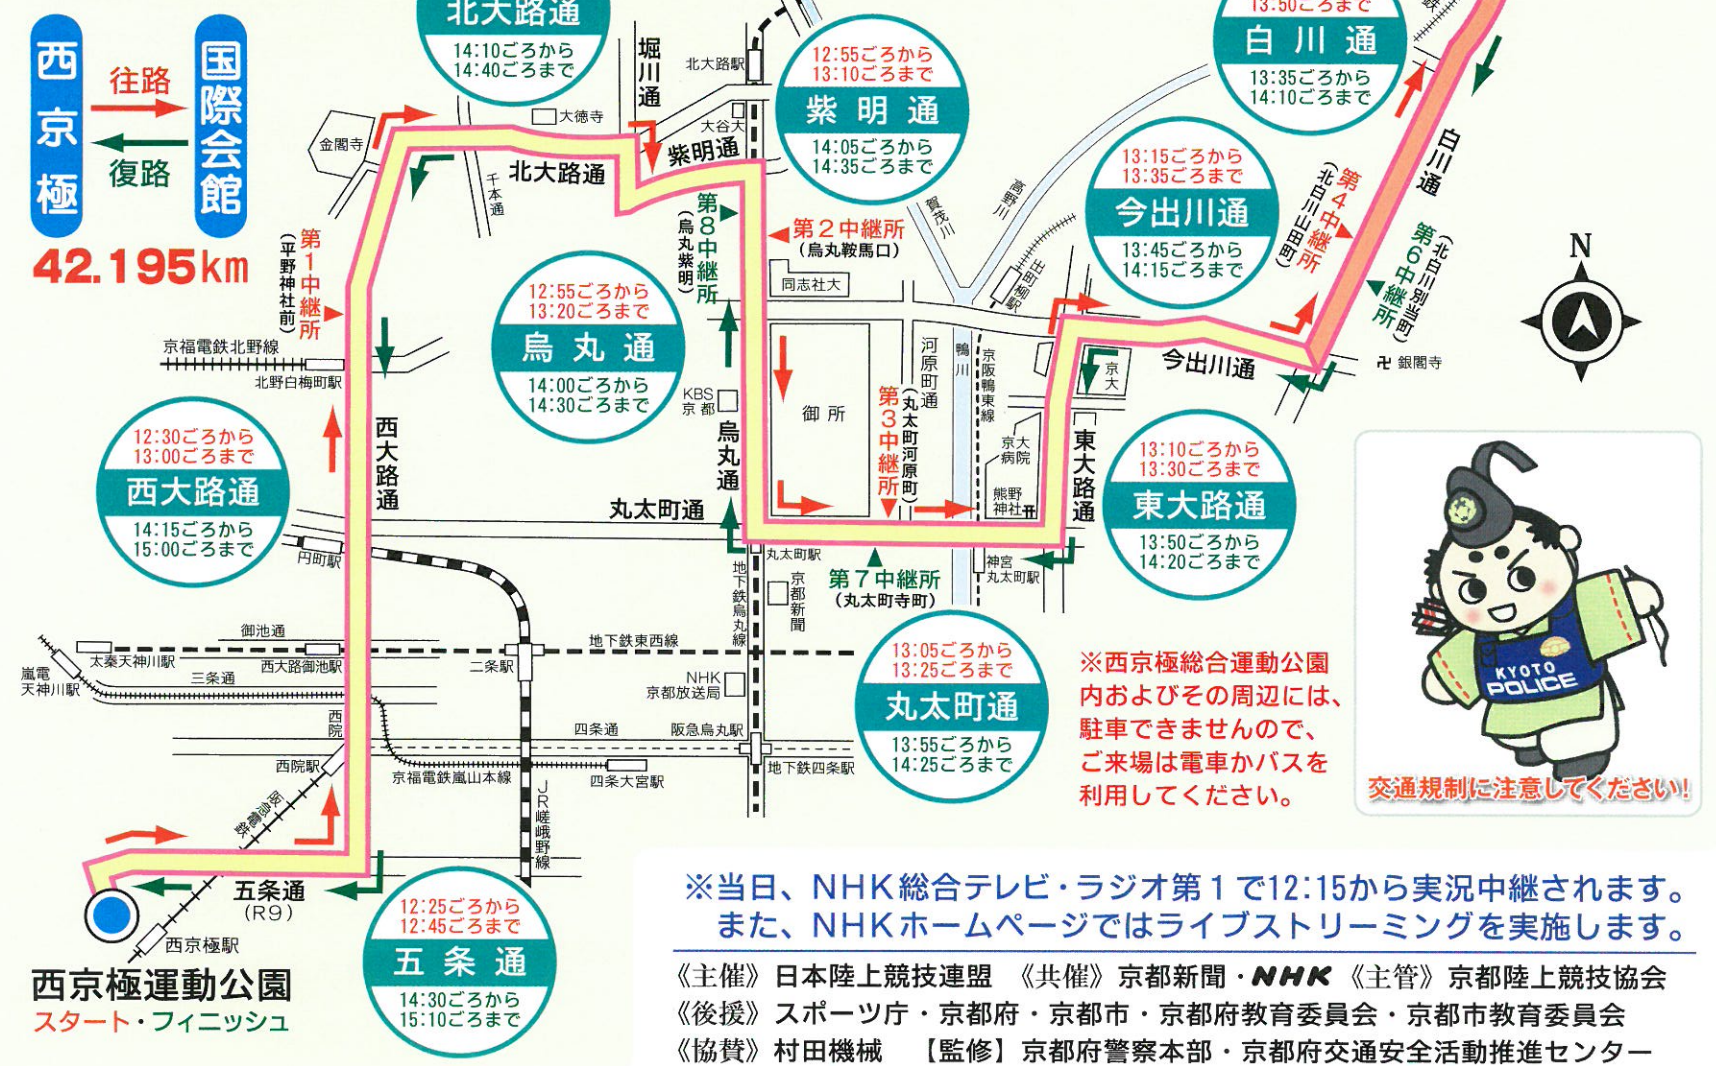 西京極
往路
復路
国際会館
42.195km
北大路通
14:10ごろから
14:40ごろまで
堀川通
北大路駅
12:55ごろから
13:10ごろまで
紫明通
14:05ごろから
14:35ごろまで
13:50ごろまで
白川通
13:35ごろから
14:10ごろまで
鉄
金閣寺
大徳寺
大谷大
北大路通
紫明通
千本通
第1中継所
(平野神社前)
第8中継所
(烏丸紫明)
第2中継所
(烏丸鞍馬口)
同志社大
賀茂川
高野川
出町柳駅
13:15ごろから
13:35ごろまで
今出川通
13:45ごろから
14:15ごろまで
第4中継所
(北白川山田町)
白川通
第6中継所
(北白川別当町)
N
京福電鉄北野線
北野白梅町駅
12:55ごろから
13:20ごろまで
烏丸通
14:00ごろから
14:30ごろまで
KBS
京都
御所
河原町通
鴨川
京阪鴨東線
第3中継所
(丸太町河原町)
京大
今出川通
卍 銀閣寺
京大
病院
熊野
神社
東大路通
12:30ごろから
13:00ごろまで
西大路通
14:15ごろから
15:00ごろまで
西大路通
烏丸通
丸太町通
13:10ごろから
13:30ごろまで
東大路通
13:50ごろから
14:20ごろまで
円町駅
丸太町駅
神宮
丸太町駅
第7中継所
(丸太町寺町)
地下鉄烏丸線
京都新聞
御池通
太秦天神川駅
西大路御池駅
二条駅
地下鉄東西線
嵐電
天神川駅
三条通
西院
NHK
京都放送局
四条通
阪急烏丸駅
西院駅
京福電鉄嵐山本線
四条大宮駅
地下鉄四条駅
阪急電鉄
JR嵯峨野線
13:05ごろから
13:25ごろまで
丸太町通
13:55ごろから
14:25ごろまで
※西京極総合運動公園
内およびその周辺には、
駐車できませんので、
ご来場は電車かバスを
利用してください。
KYOTO
POLICE
交通規制に注意してください!
五条通
(R9)
西京極駅
西京極運動公園
スタート・フィニッシュ
12:25ごろから
12:45ごろまで
五条通
14:30ごろから
15:10ごろまで
※当日、NHK総合テレビ・ラジオ第1で12:15から実況中継されます。
また、NHKホームページではライブストリーミングを実施します。
《主催》日本陸上競技連盟 《共催》京都新聞・NHK 《主管》京都陸上競技協会
《後援》スポーツ庁・京都府・京都市・京都府教育委員会・京都市教育委員会
《協賛》村田機械 【監修】京都府警察本部・京都府交通安全活動推進センター